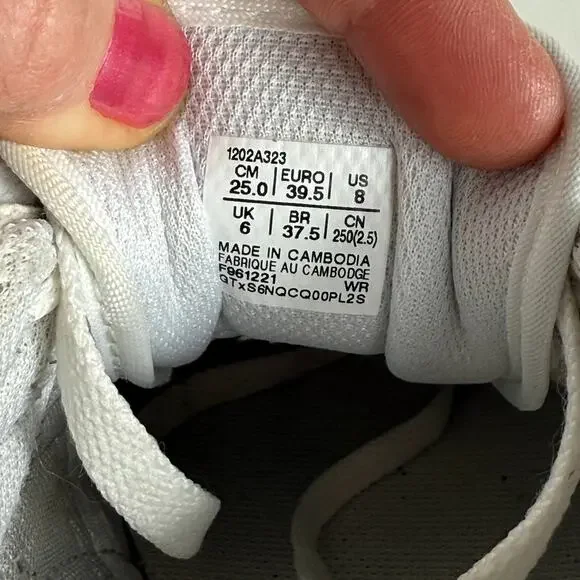 1202A323
CM EURO US
25.0 39.5 8
UK BR CN
6 37.5 250(2.5)
MADE IN CAMBODIA
FABRIQUE AU CAMBODGE
F961221 WR
QTxS6NQCQ00PL2S